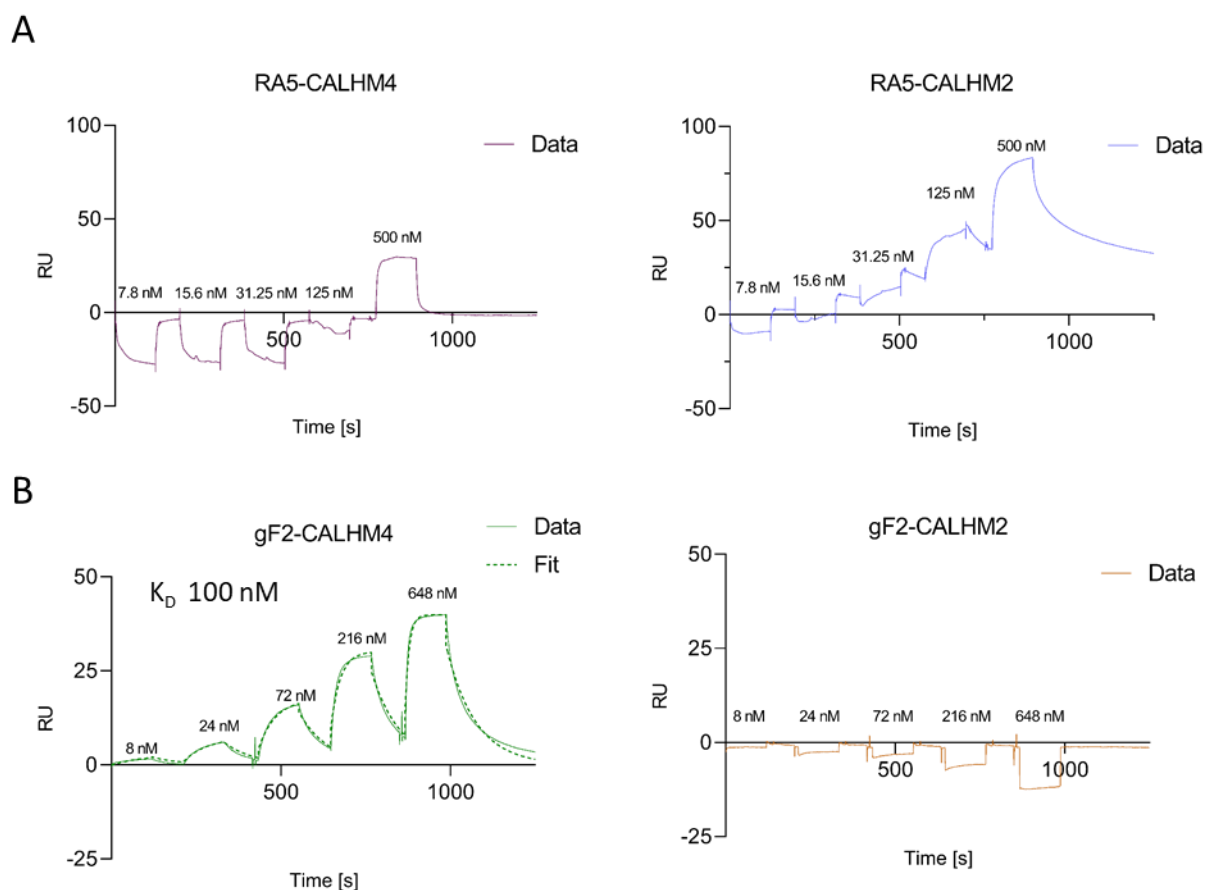 A
RA5-CALHM4
100
50
0
-50
RU
Data
7.8 nM
15.6 nM
31.25 nM
125 nM
500 nM
500
1000
Time [s]
RA5-CALHM2
100
50
0
-50
RU
Data
7.8 nM
15.6 nM
31.25 nM
125 nM
500 nM
500
1000
Time [s]
B
gF2-CALHM4
50
25
0
-25
RU
Data
Fit
K_D 100 nM
8 nM
24 nM
72 nM
216 nM
648 nM
500
1000
Time [s]
gF2-CALHM2
50
25
0
-25
RU
Data
8 nM
24 nM
72 nM
216 nM
648 nM
500
1000
Time [s]